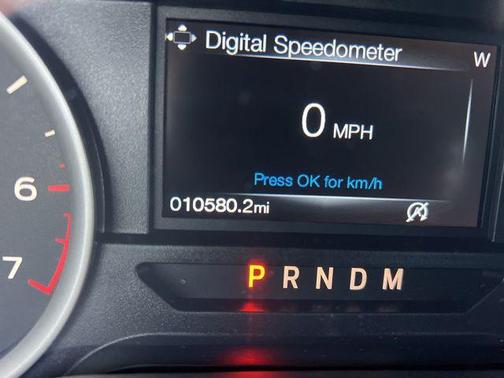 Digital Speedometer
W
0 MPH
Press OK for km/h
6
010580.2mi
7
P R N D M